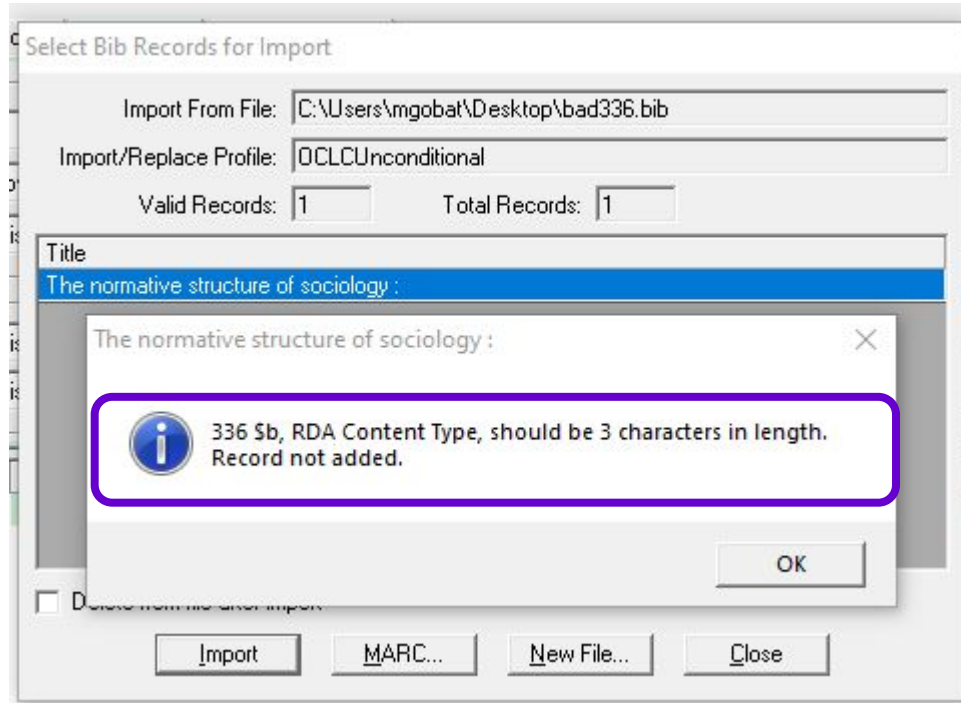 Select Bib Records for Import
Import From File: C:\Users\mgobat\Desktop\bad336.bib
Import/Replace Profile: OCLCUnconditional
Valid Records: 1 Total Records: 1
Title
The normative structure of sociology :
The normative structure of sociology :
336 $b, RDA Content Type, should be 3 characters in length.
Record not added.
OK
Import MARC... New File... Close